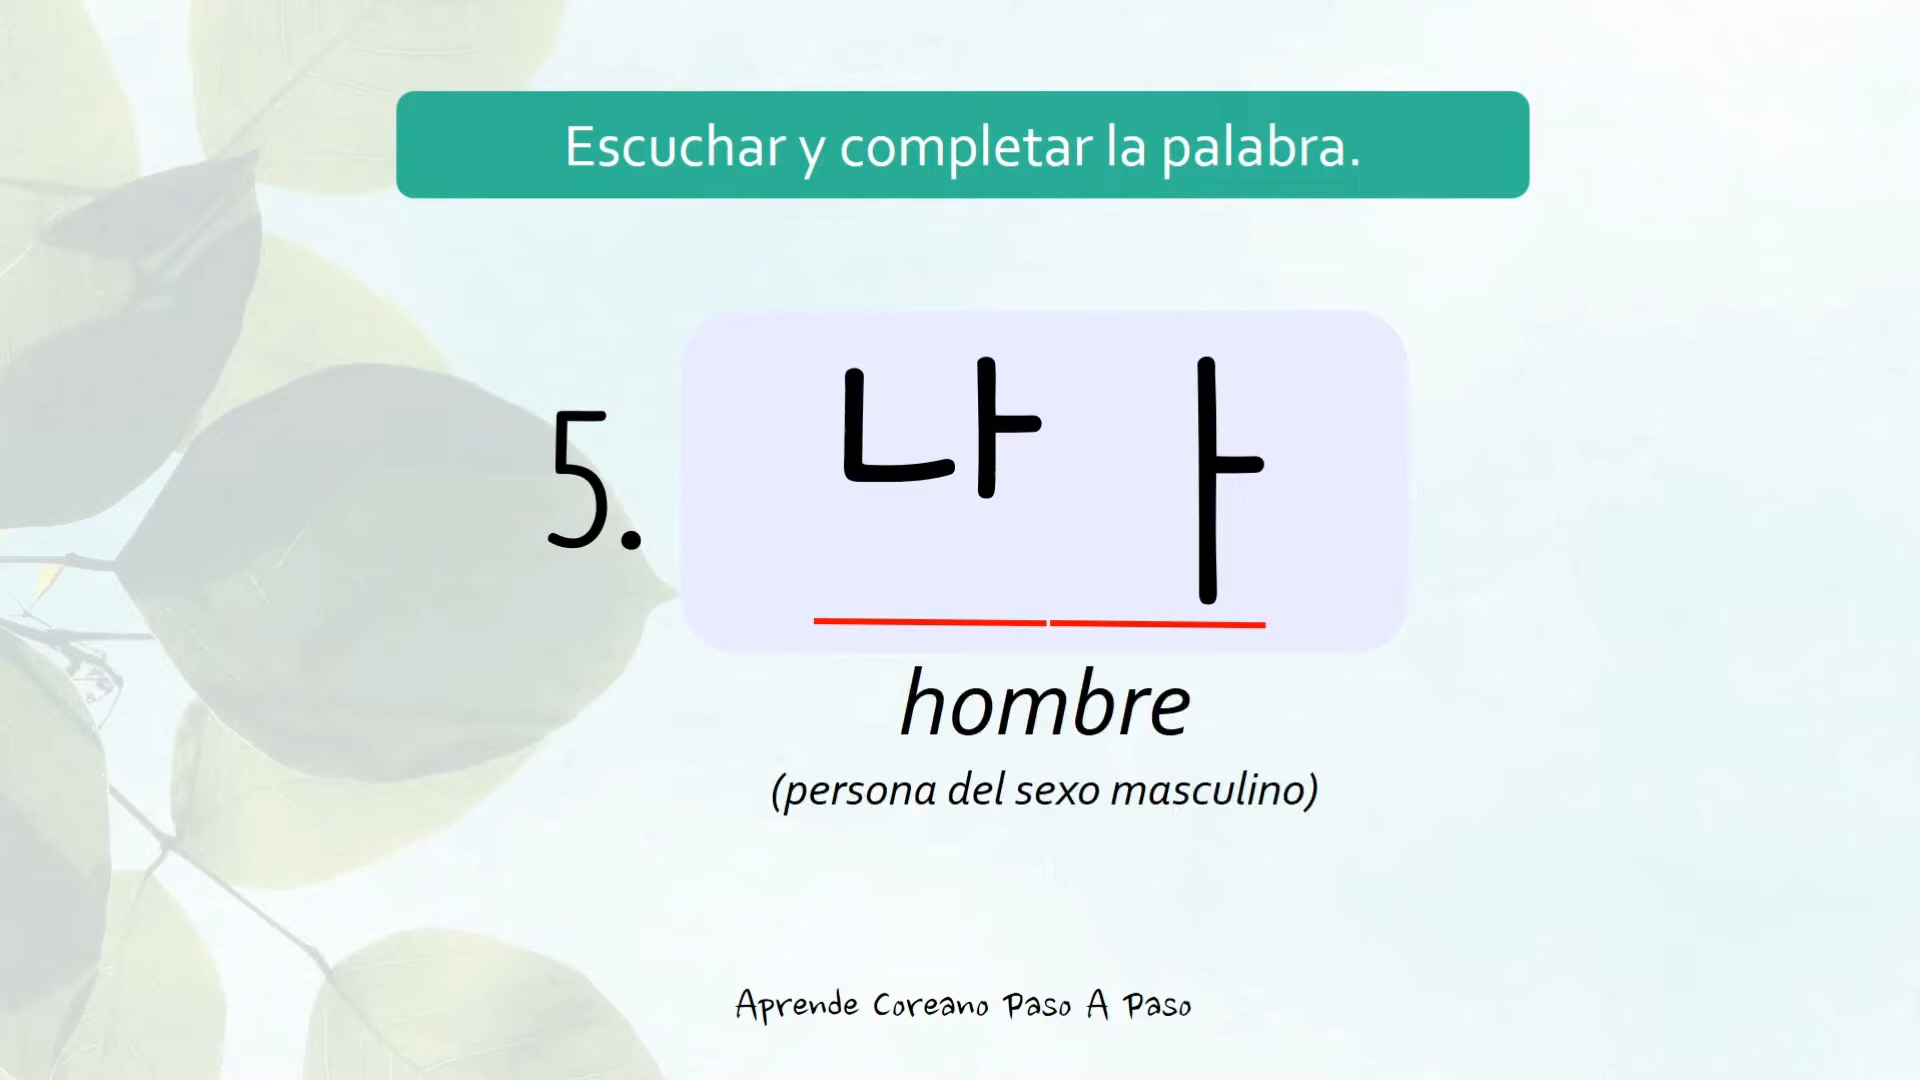 Escuchar y completar la palabra.
5. 나 ㅏ
hombre
(persona del sexo masculino)
Aprende Coreano Paso A Paso